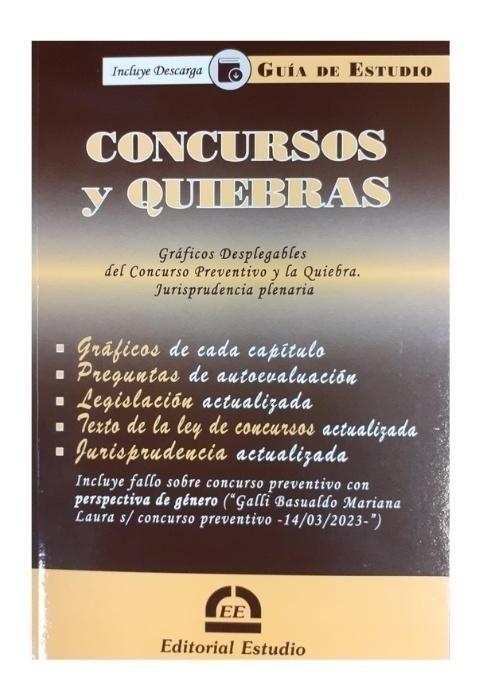 Incluye Descarga
GUÍA DE ESTUDIO
CONCURSOS
y QUIEBRAS
Gráficos Desplegables
del Concurso Preventivo y la Quiebra.
Jurisprudencia plenaria
Gráficos de cada capítulo
Preguntas de autoevaluación
Legislación actualizada
Texto de la ley de concursos actualizada
Jurisprudencia actualizada
Incluye fallo sobre concurso preventivo con
perspectiva de género ("Galli Basualdo Mariana
Laura s/ concurso preventivo -14/03/2023-")
EE
Editorial Estudio